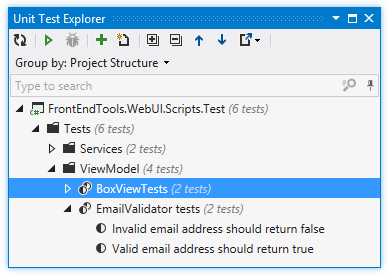 Unit Test Explorer
Group by: Project Structure
Type to search
FrontEndTools.WebUI.Scripts.Test (6 tests)
Tests (6 tests)
Services (2 tests)
ViewModel (4 tests)
BoxViewTests (2 tests)
EmailValidator tests (2 tests)
Invalid email address should return false
Valid email address should return true